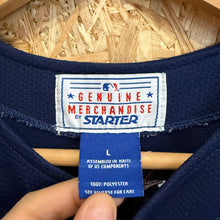 GENUINE
MERCHANDISE
BY STARTER
L
ASSEMBLED IN HAITI
OF US COMPONENTS
100% POLYESTER
SEE REVERSE FOR CARE